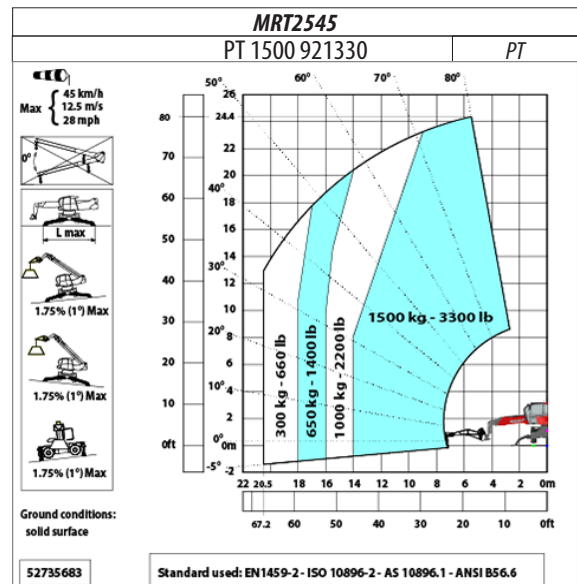 MRT2545
PT 1500 921330
PT
Max
45 km/h
12.5 m/s
28 mph
0°
L max
1.75% (1°) Max
1.75% (1°) Max
1.75% (1°) Max
Ground conditions:
solid surface
52735683
50°
60°
70°
80°
40°
30°
20°
10°
0°
-5°
80
70
60
50
40
30
20
10
0ft
26
24.4
22
20
18
16
14
12
10
8
6
4
2
0m
-2
300 kg - 660 lb
650 kg - 1400 lb
1000 kg - 2200 lb
1500 kg - 3300 lb
22 20.5 18 16 14 12 10 8 6 4 2 0m
67.2 60 50 40 30 20 10 0ft
Standard used: EN1459-2 - ISO 10896-2 - AS 10896.1 - ANSI B56.6